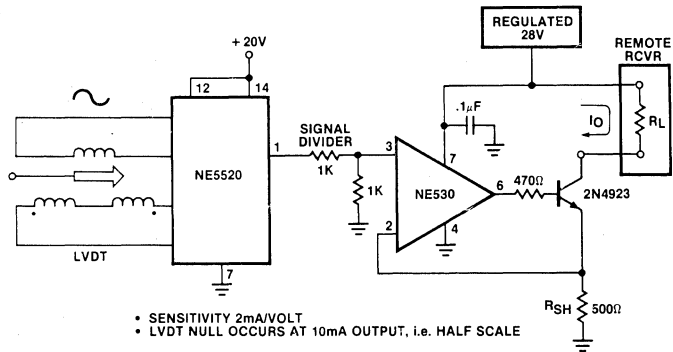 REGULATED
28V
REMOTE
RCVR
+ 20V
12
14
.1µF
IO
RL
SIGNAL
DIVIDER
1
1K
3
7
NE5520
1K
NE530
6
470Ω
2N4923
2
4
LVDT
7
RSH
500Ω
• SENSITIVITY 2mA/VOLT
• LVDT NULL OCCURS AT 10mA OUTPUT, i.e. HALF SCALE